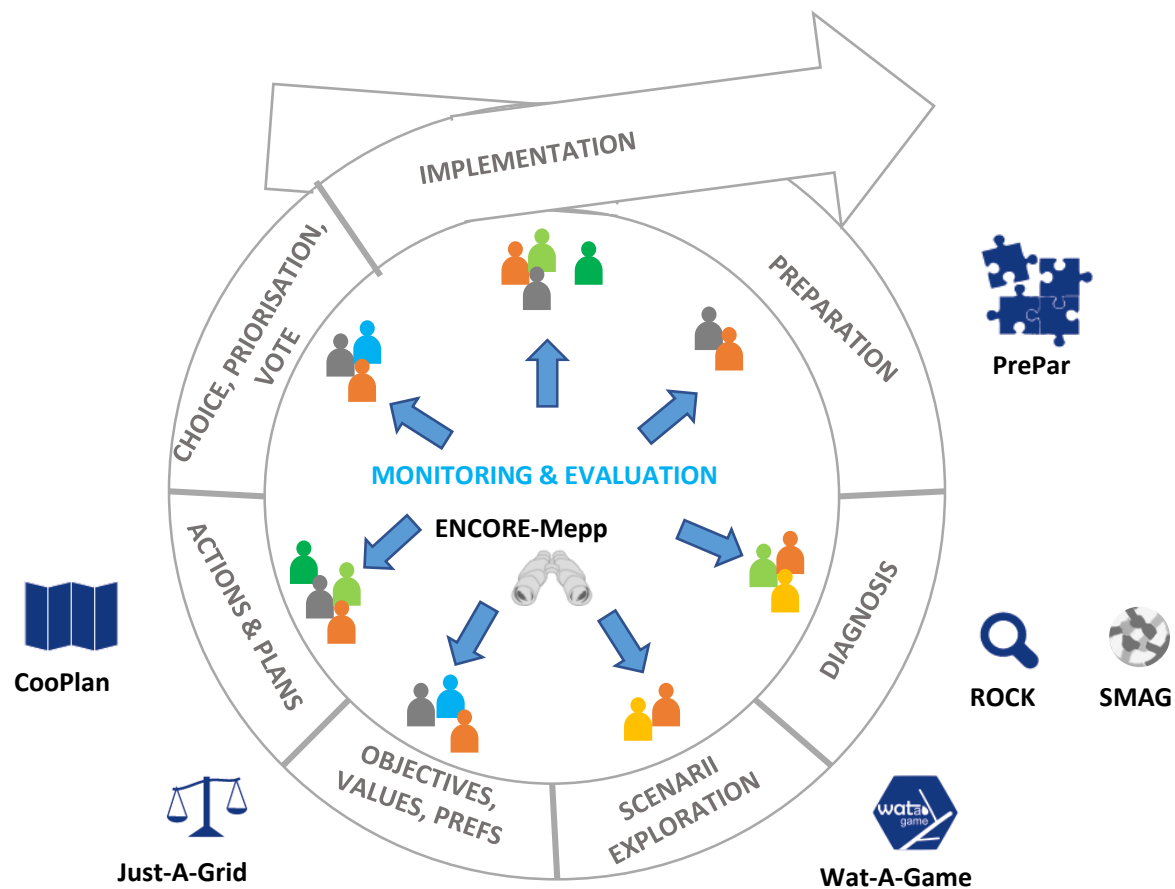 IMPLEMENTATION
PREPARATION
PrePar
CHOICE, PRIORISATION,
VOTE
MONITORING & EVALUATION
ENCORE-Mepp
ACTIONS & PLANS
DIAGNOSIS
CooPlan
ROCK
SMAG
OBJECTIVES,
VALUES, PREFS
SCENARII
EXPLORATION
wata
game
Just-A-Grid
Wat-A-Game